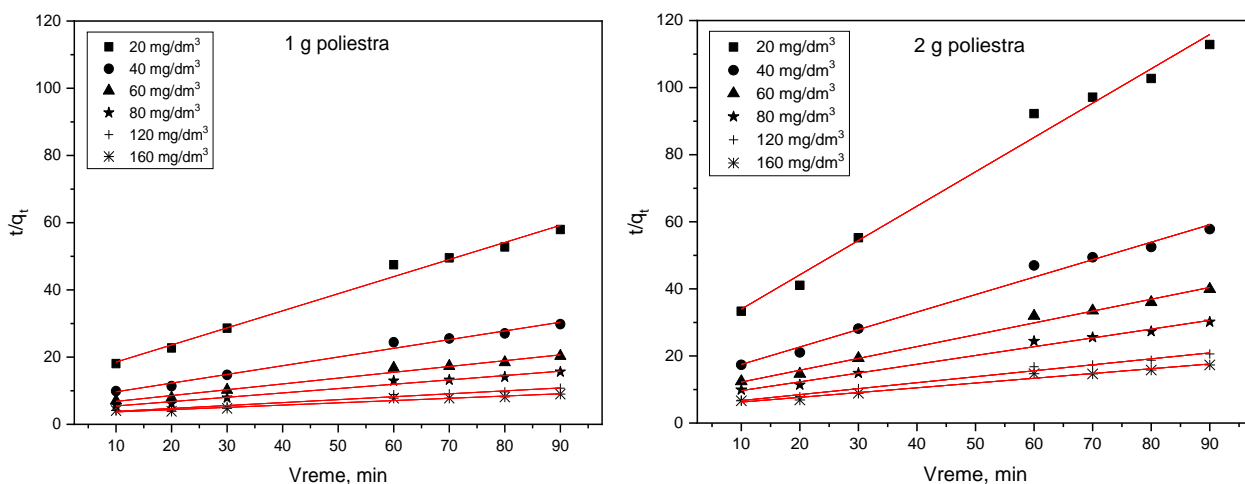 1 g poliestra
20 mg/dm³
40 mg/dm³
60 mg/dm³
80 mg/dm³
120 mg/dm³
160 mg/dm³
t/qₜ
120
100
80
60
40
20
0
10 20 30 40 50 60 70 80 90
Vreme, min
2 g poliestra
20 mg/dm³
40 mg/dm³
60 mg/dm³
80 mg/dm³
120 mg/dm³
160 mg/dm³
t/qₜ
120
100
80
60
40
20
0
10 20 30 40 50 60 70 80 90
Vreme, min